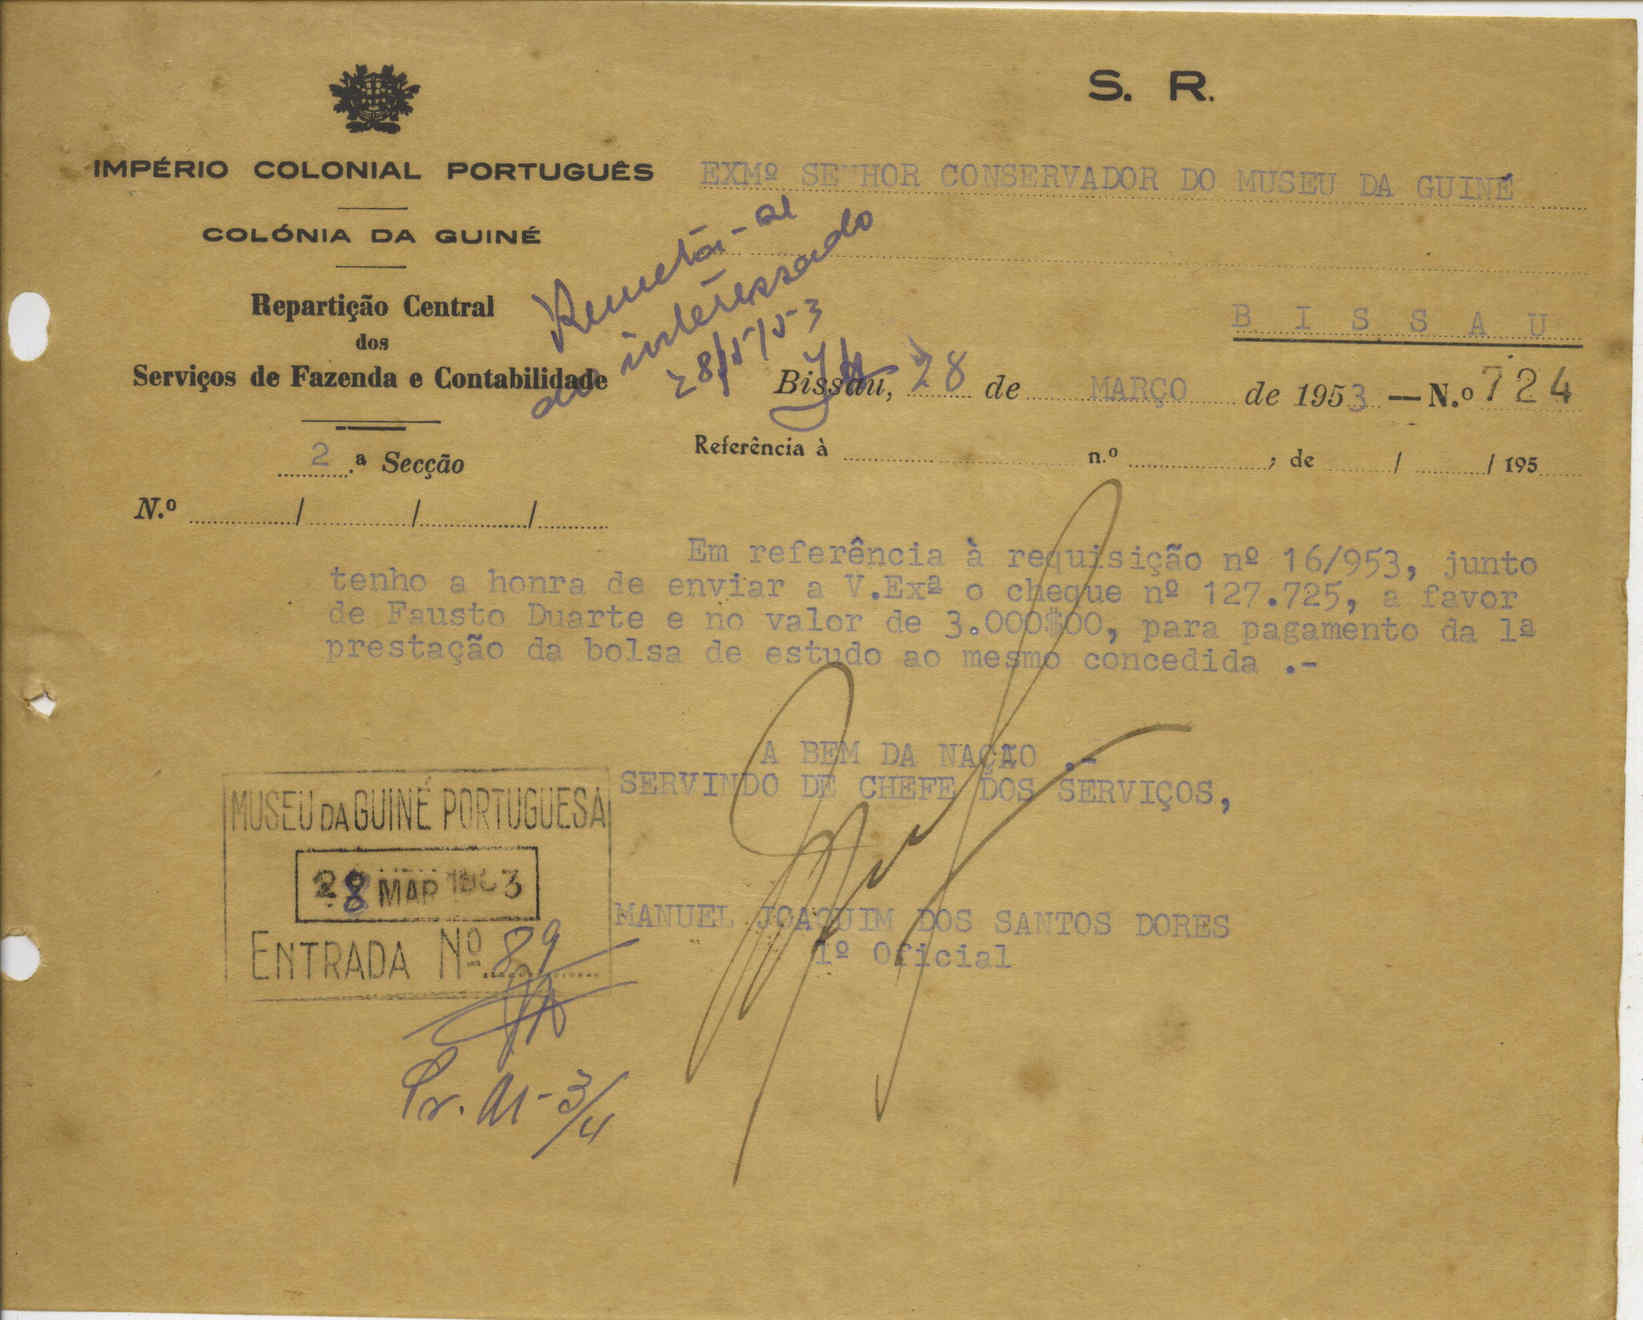 S. R.
IMPÉRIO COLONIAL PORTUGUÊS
COLÓNIA DA GUINÉ
Repartição Central
dos
Serviços de Fazenda e Contabilidade
2.ª Secção
N.º / / /
EXMº SENHOR CONSERVADOR DO MUSEU DA GUINÉ
B I S S A U
Remeta-se
ao interessado
28/5/53
Bissau, 28 de MARÇO de 1953 — N.º 724
Referência à n.º , de / / 195
Em referência à requisição nº 16/953, junto
tenho a honra de enviar a V.Exª o cheque nº 127.725, a favor
de Fausto Duarte e no valor de 3.000$00, para pagamento da 1ª
prestação da bolsa de estudo ao mesmo concedida .-
A BEM DA NAÇÃO .-
SERVINDO DE CHEFE DOS SERVIÇOS,
MANUEL JOAQUIM DOS SANTOS DORES
1º Oficial
MUSEU DA GUINÉ PORTUGUESA
28 MAR 1953
ENTRADA Nº 89
Pr. M-3/4